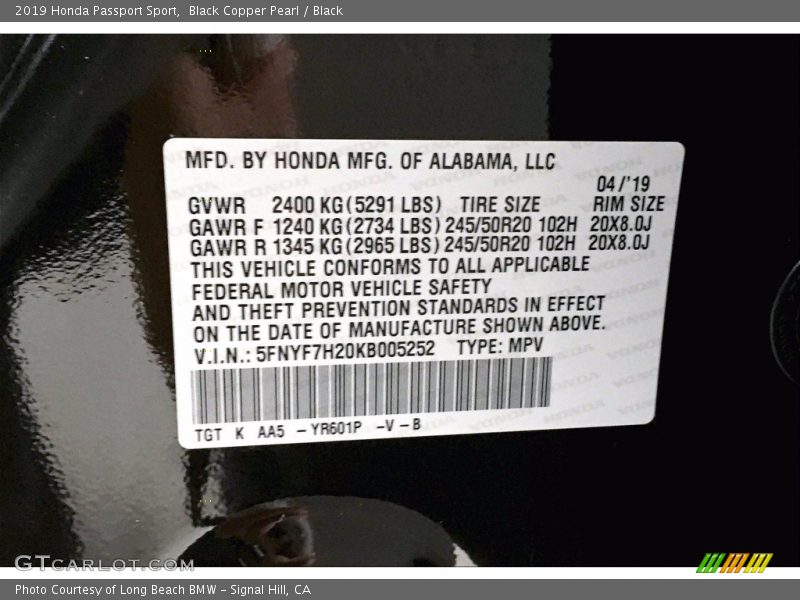 2019 Honda Passport Sport,  Black Copper Pearl / Black
MFD. BY HONDA MFG. OF ALABAMA, LLC
04/'19
GVWR 2400 KG(5291 LBS) TIRE SIZE RIM SIZE
GAWR F 1240 KG(2734 LBS) 245/50R20 102H 20X8.0J
GAWR R 1345 KG(2965 LBS) 245/50R20 102H 20X8.0J
THIS VEHICLE CONFORMS TO ALL APPLICABLE
FEDERAL MOTOR VEHICLE SAFETY
AND THEFT PREVENTION STANDARDS IN EFFECT
ON THE DATE OF MANUFACTURE SHOWN ABOVE.
V.I.N.: 5FNYF7H20KB005252 TYPE: MPV
TGT K AA5 -YR601P -V -B
GTCARLOT.COM
Photo Courtesy of Long Beach BMW - Signal Hill, CA